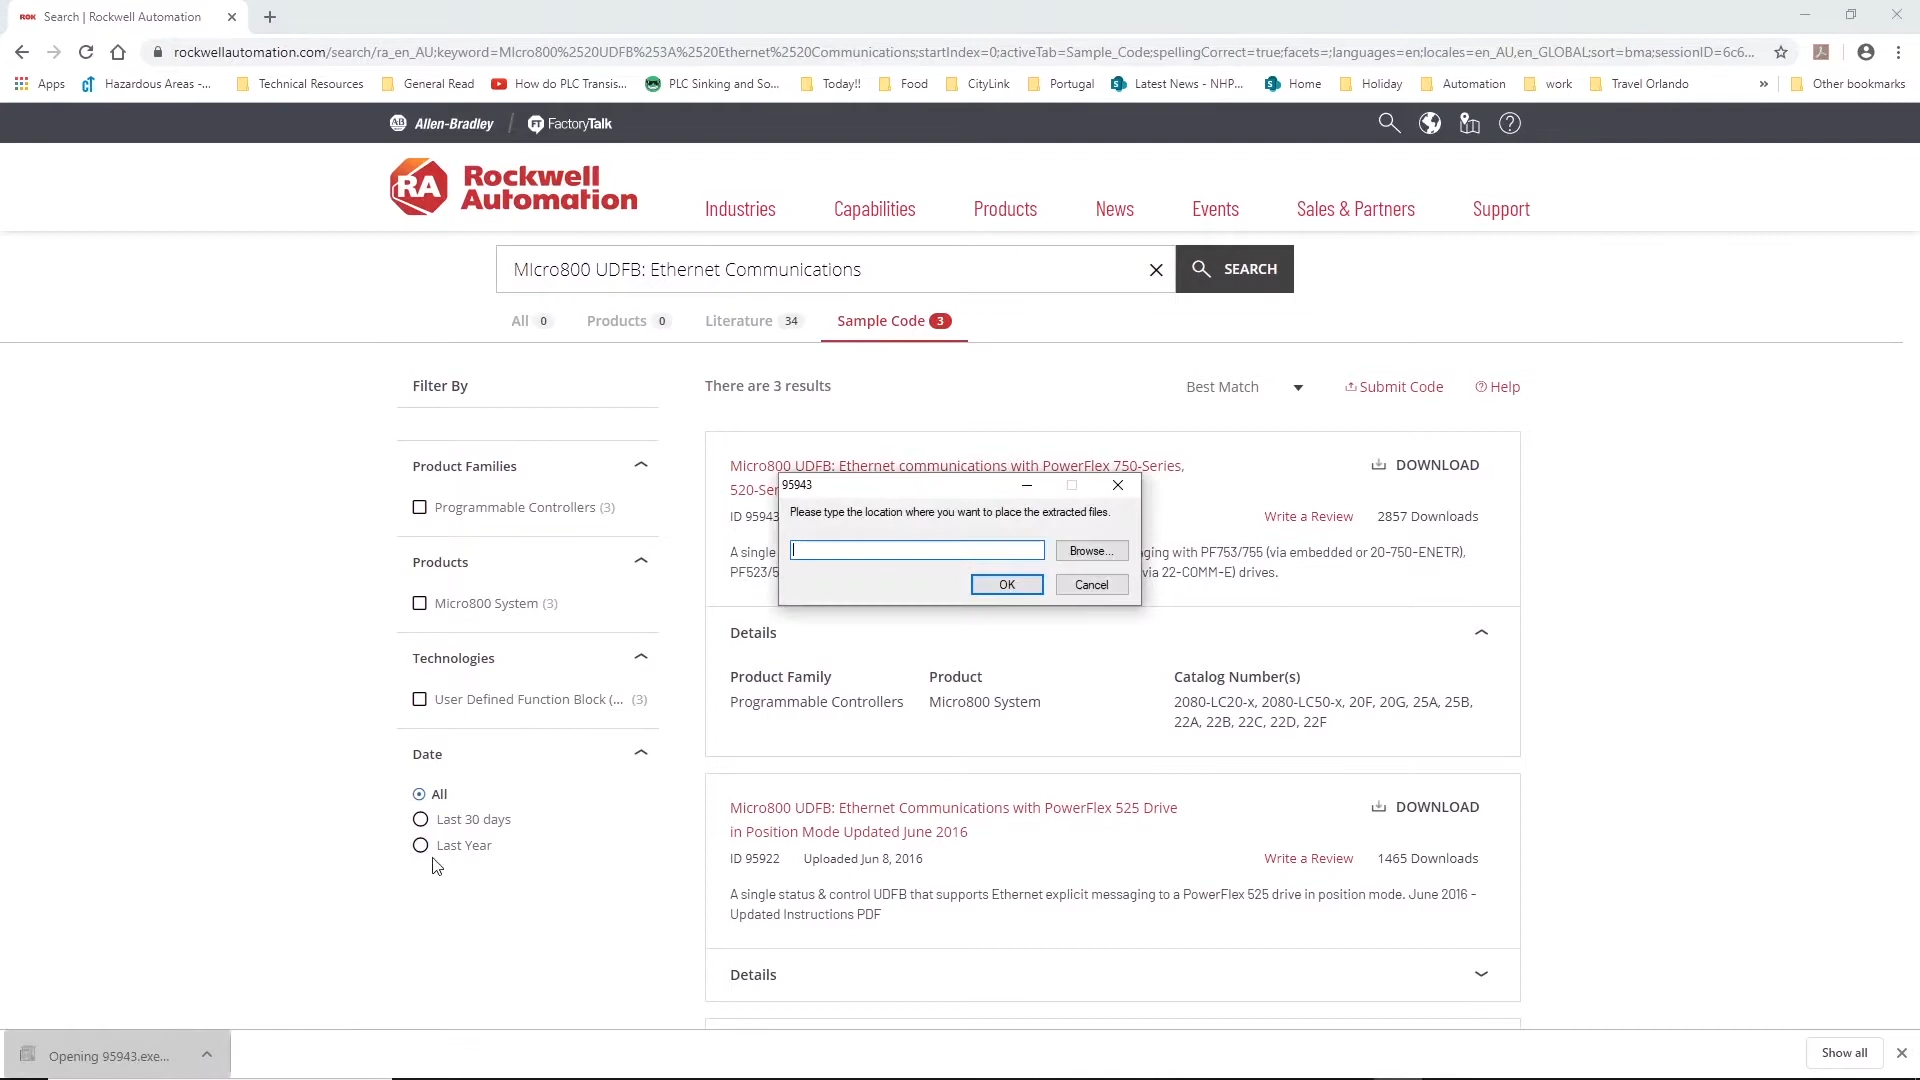 Search | Rockwell Automation
rockwellautomation.com/search/ra_en_AU;keyword=MIcro800%2520UDFB%253A%2520Ethernet%2520Communications;startIndex=0;activeTab=Sample_Code;spellingCorrect=true;facets=;languages=en;locales=en_AU,en_GLOBAL;sort=bma;sessionID=6c6...
Apps Hazardous Areas -... Technical Resources General Read How do PLC Transis... PLC Sinking and So... Today!! Food CityLink Portugal Latest News - NHP... Home Holiday Automation work Travel Orlando » Other bookmarks
AB Allen-Bradley FT FactoryTalk
RA Rockwell
Automation
Industries Capabilities Products News Events Sales & Partners Support
MIcro800 UDFB: Ethernet Communications SEARCH
All 0 Products 0 Literature 34 Sample Code 3
Filter By
There are 3 results Best Match Submit Code Help
Product Families
Programmable Controllers (3)
Products
Micro800 System (3)
Technologies
User Defined Function Block (... (3)
Date
All
Last 30 days
Last Year
Micro800 UDFB: Ethernet communications with PowerFlex 750-Series, DOWNLOAD
520-Ser
ID 95943 Write a Review 2857 Downloads
A single ging with PF753/755 (via embedded or 20-750-ENETR),
PF523/5 via 22-COMM-E) drives.
95943
Please type the location where you want to place the extracted files.
Browse...
OK Cancel
Details
Product Family Product Catalog Number(s)
Programmable Controllers Micro800 System 2080-LC20-x, 2080-LC50-x, 20F, 20G, 25A, 25B,
22A, 22B, 22C, 22D, 22F
Micro800 UDFB: Ethernet Communications with PowerFlex 525 Drive DOWNLOAD
in Position Mode Updated June 2016
ID 95922 Uploaded Jun 8, 2016 Write a Review 1465 Downloads
A single status & control UDFB that supports Ethernet explicit messaging to a PowerFlex 525 drive in position mode. June 2016 -
Updated Instructions PDF
Details
Opening 95943.exe... Show all